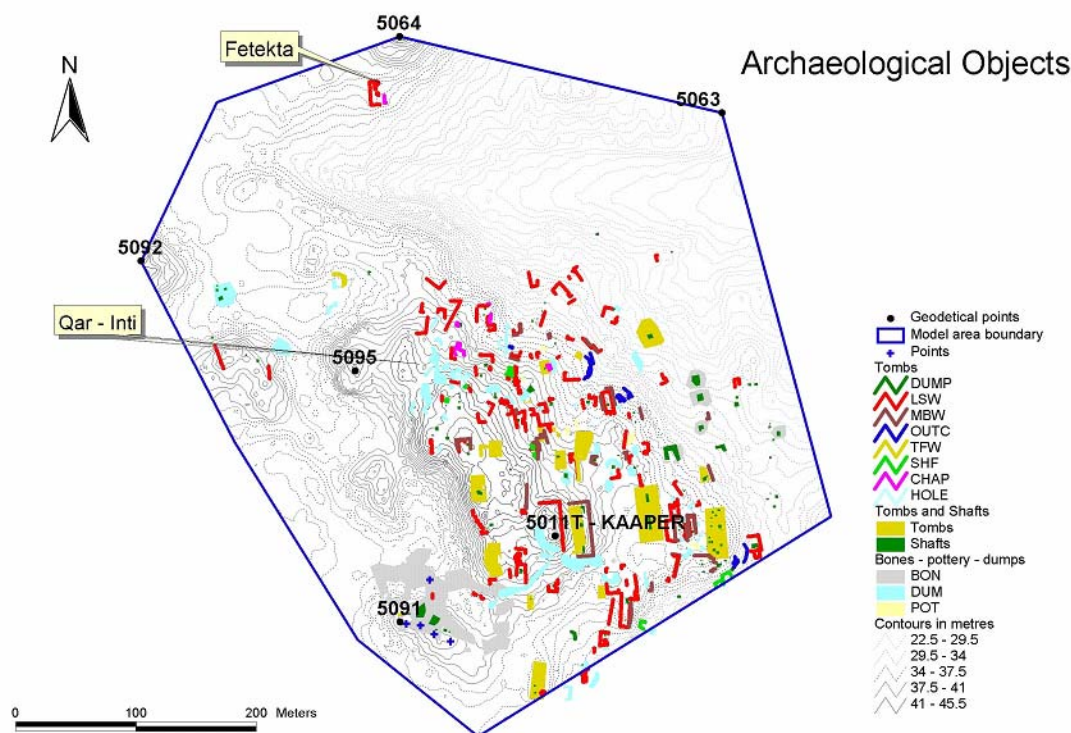 5064
Fetekta
Archaeological Objects
N
5063
5092
Qar - Inti
5095
Geodetical points
Model area boundary
Points
Tombs
DUMP
LSW
MBW
OUTC
TFW
SHF
CHAP
HOLE
Tombs and Shafts
Tombs
Shafts
Bones - pottery - dumps
BON
DUM
POT
Contours in metres
22.5 - 29.5
29.5 - 34
34 - 37.5
37.5 - 41
41 - 45.5
5011T - KAAPER
5091
0 100 200 Meters